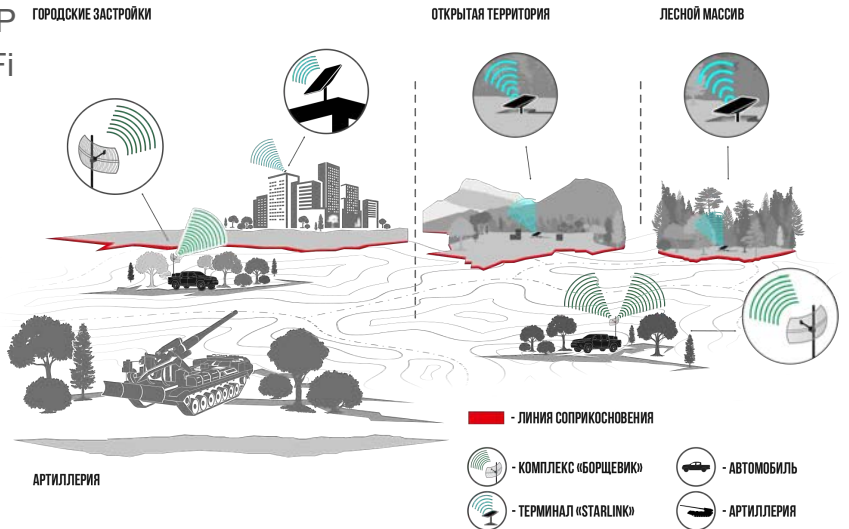 Р
Fi
ГОРОДСКИЕ ЗАСТРОЙКИ
ОТКРЫТАЯ ТЕРРИТОРИЯ
ЛЕСНОЙ МАССИВ
- ЛИНИЯ СОПРИКОСНОВЕНИЯ
- КОМПЛЕКС «БОРЩЕВИК»
- АВТОМОБИЛЬ
АРТИЛЛЕРИЯ
- ТЕРМИНАЛ «STARLINK»
- АРТИЛЛЕРИЯ